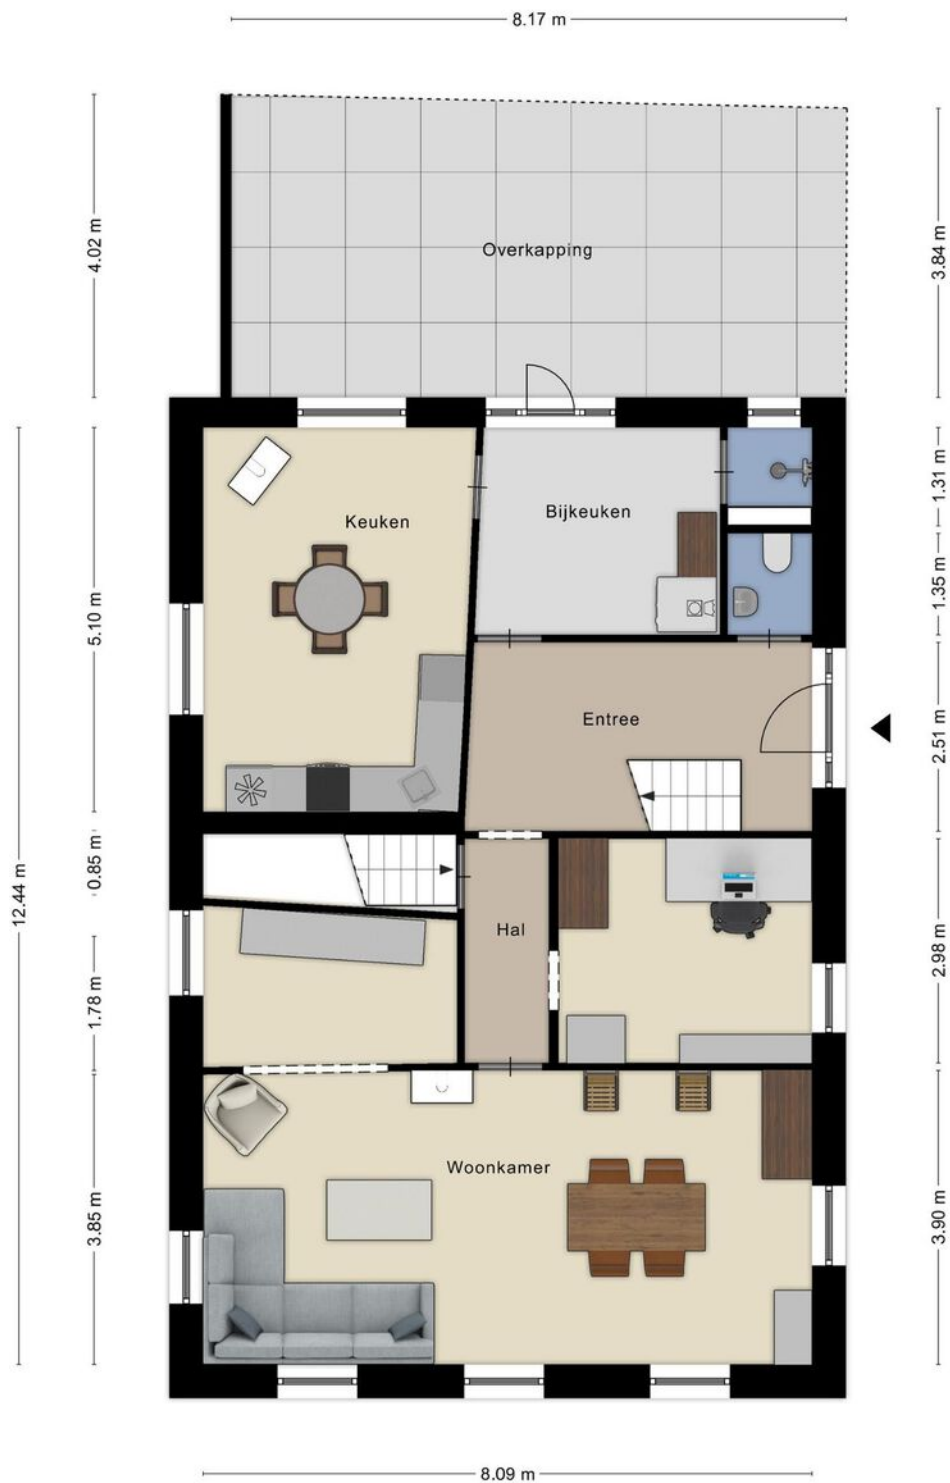 8.17 m
4.02 m
3.84 m
Overkapping
Keuken
Bijkeuken
1.31 m
1.35 m
5.10 m
Entree
2.51 m
12.44 m
0.85 m
Hal
2.98 m
1.78 m
Woonkamer
3.85 m
3.90 m
8.09 m